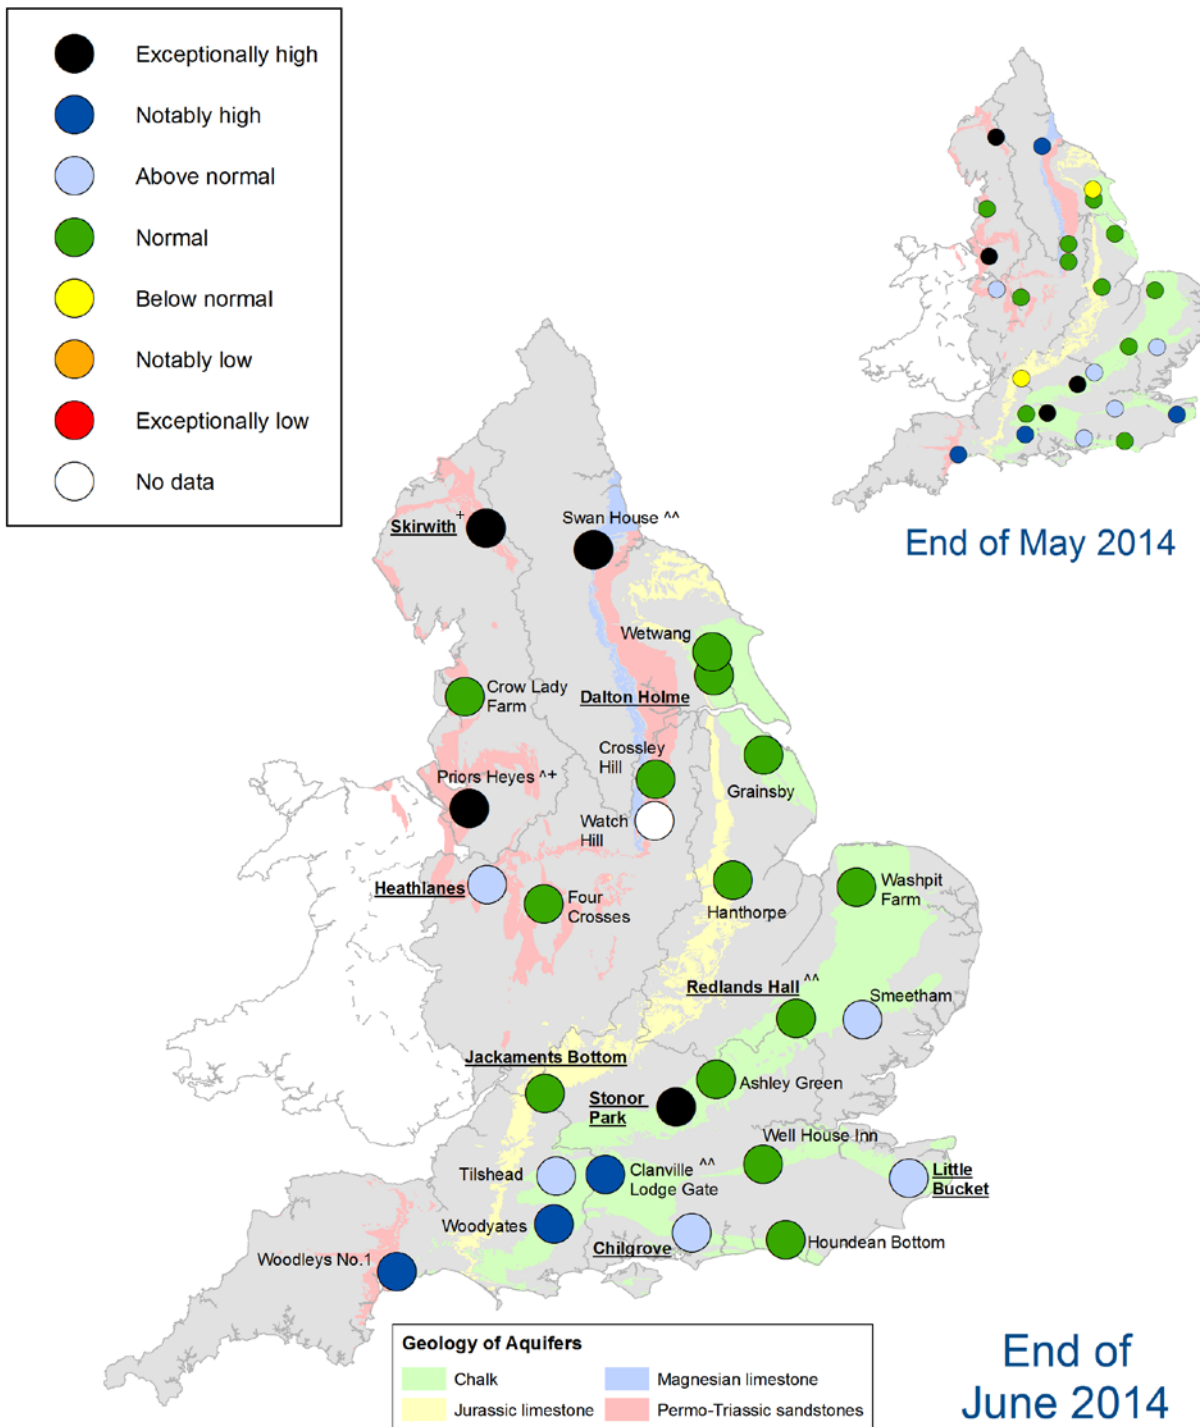 Exceptionally high
Notably high
Above normal
Normal
Below normal
Notably low
Exceptionally low
No data
End of May 2014
Skirwith +
Swan House ^^
Wetwang
Dalton Holme
Crow Lady
Farm
Crossley
Hill
Grainsby
Priors Heyes ^+
Watch
Hill
Heathlanes
Four
Crosses
Hanthorpe
Washpit
Farm
Redlands Hall ^^
Smeetham
Jackaments Bottom
Stonor
Park
Ashley Green
Well House Inn
Tilshead
Clanville ^^
Lodge Gate
Little
Bucket
Woodyates
Chilgrove
Houndean Bottom
Woodleys No.1
Geology of Aquifers
Chalk
Magnesian limestone
Jurassic limestone
Permo-Triassic sandstones
End of
June 2014